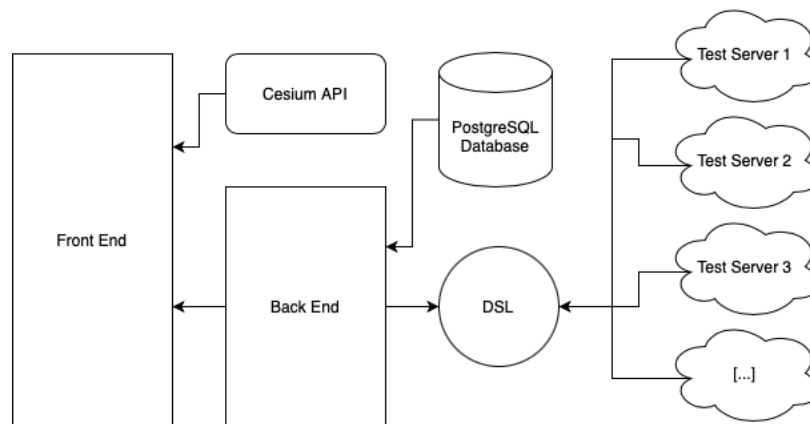 Test Server 1
Cesium API
PostgreSQL
Database
Test Server 2
Front End
Test Server 3
Back End
DSL
[...]